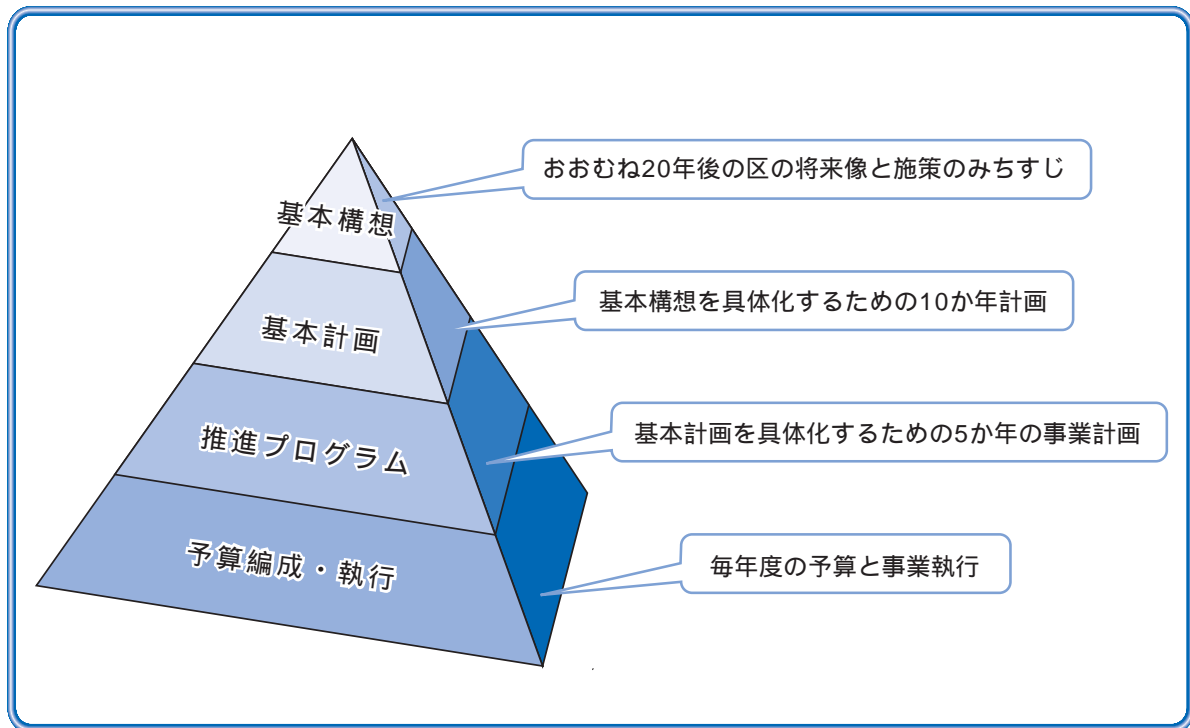 おおむね20年後の区の将来像と施策のみちすじ
基本構想
基本構想を具体化するための10か年計画
基本計画
基本計画を具体化するための5か年の事業計画
推進プログラム
毎年度の予算と事業執行
予算編成・執行